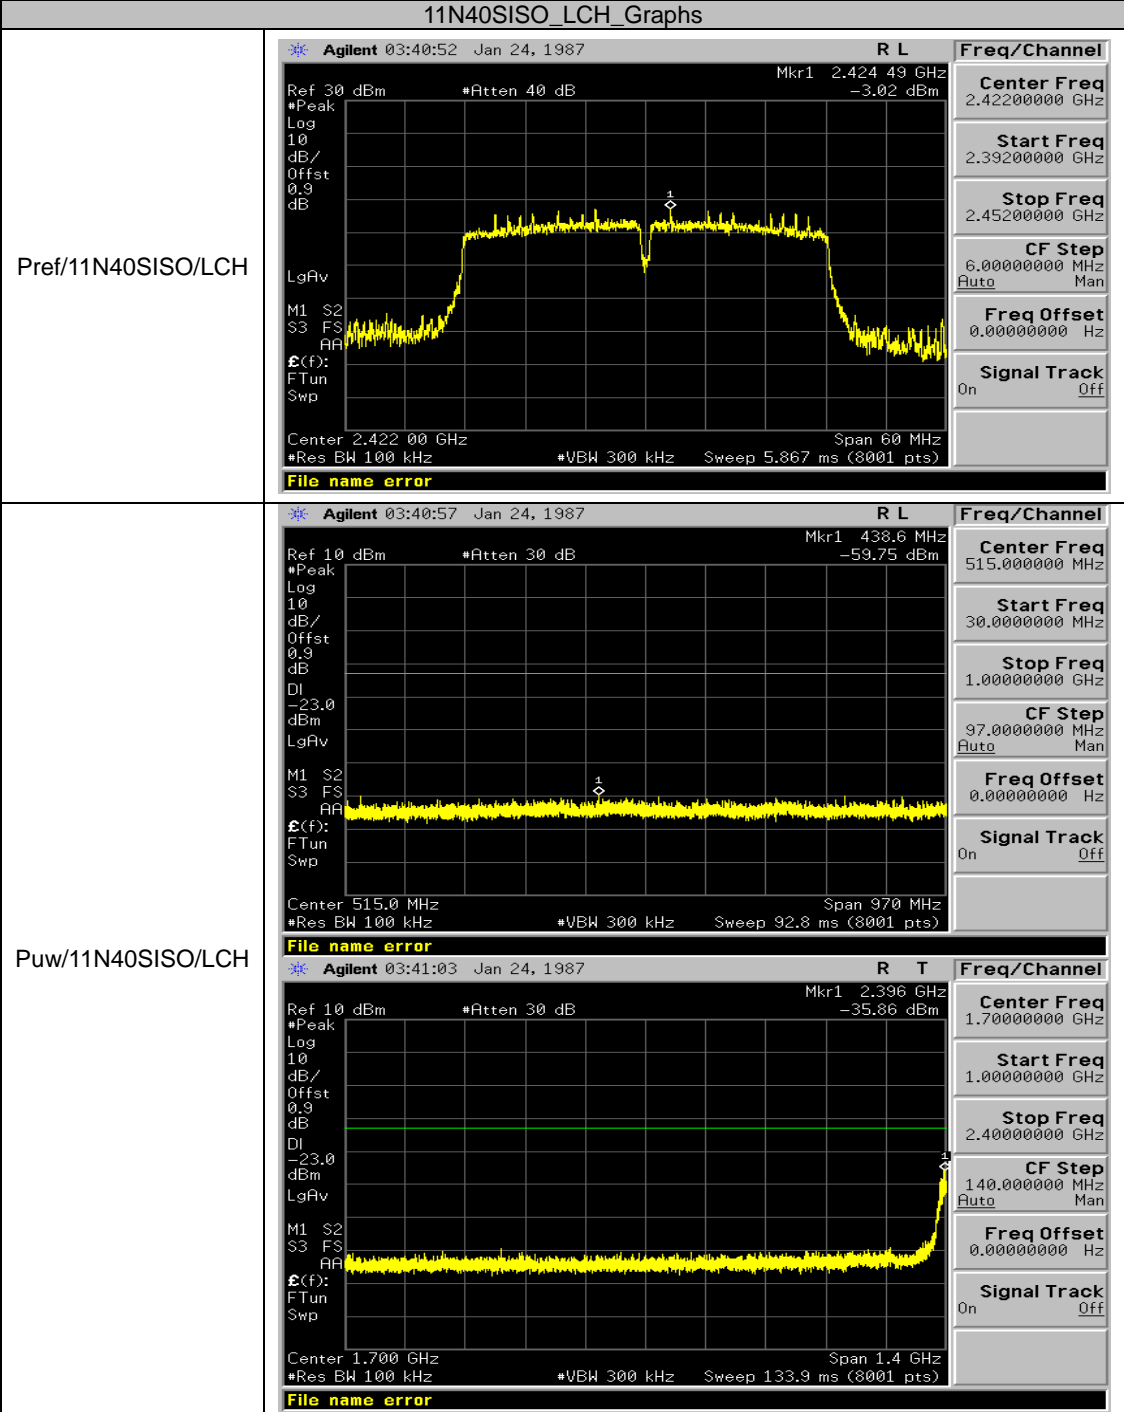 11N40SISO_LCH_Graphs
Pref/11N40SISO/LCH
Agilent 03:40:52 Jan 24, 1987 R L Freq/Channel
Mkr1 2.424 49 GHz
Ref 30 dBm #Atten 40 dB -3.02 dBm
#Peak
Log
10
dB/
Offst
0.9
dB
LgAv
M1 S2
S3 FS
AA
£(f):
FTun
Swp
1
Center 2.422 00 GHz Span 60 MHz
#Res BW 100 kHz #VBW 300 kHz Sweep 5.867 ms (8001 pts)
File name error
Center Freq
2.42200000 GHz
Start Freq
2.39200000 GHz
Stop Freq
2.45200000 GHz
CF Step
6.00000000 MHz
Auto Man
Freq Offset
0.00000000 Hz
Signal Track
On Off
Puw/11N40SISO/LCH
Agilent 03:40:57 Jan 24, 1987 R L Freq/Channel
Mkr1 438.6 MHz
Ref 10 dBm #Atten 30 dB -59.75 dBm
#Peak
Log
10
dB/
Offst
0.9
dB
DI
-23.0
dBm
LgAv
M1 S2
S3 FS
AA
£(f):
FTun
Swp
1
Center 515.0 MHz Span 970 MHz
#Res BW 100 kHz #VBW 300 kHz Sweep 92.8 ms (8001 pts)
File name error
Center Freq
515.000000 MHz
Start Freq
30.0000000 MHz
Stop Freq
1.00000000 GHz
CF Step
97.0000000 MHz
Auto Man
Freq Offset
0.00000000 Hz
Signal Track
On Off
Agilent 03:41:03 Jan 24, 1987 R T Freq/Channel
Mkr1 2.396 GHz
Ref 10 dBm #Atten 30 dB -35.86 dBm
#Peak
Log
10
dB/
Offst
0.9
dB
DI
-23.0
dBm
LgAv
M1 S2
S3 FS
AA
£(f):
FTun
Swp
1
Center 1.700 GHz Span 1.4 GHz
#Res BW 100 kHz #VBW 300 kHz Sweep 133.9 ms (8001 pts)
File name error
Center Freq
1.70000000 GHz
Start Freq
1.00000000 GHz
Stop Freq
2.40000000 GHz
CF Step
140.000000 MHz
Auto Man
Freq Offset
0.00000000 Hz
Signal Track
On Off